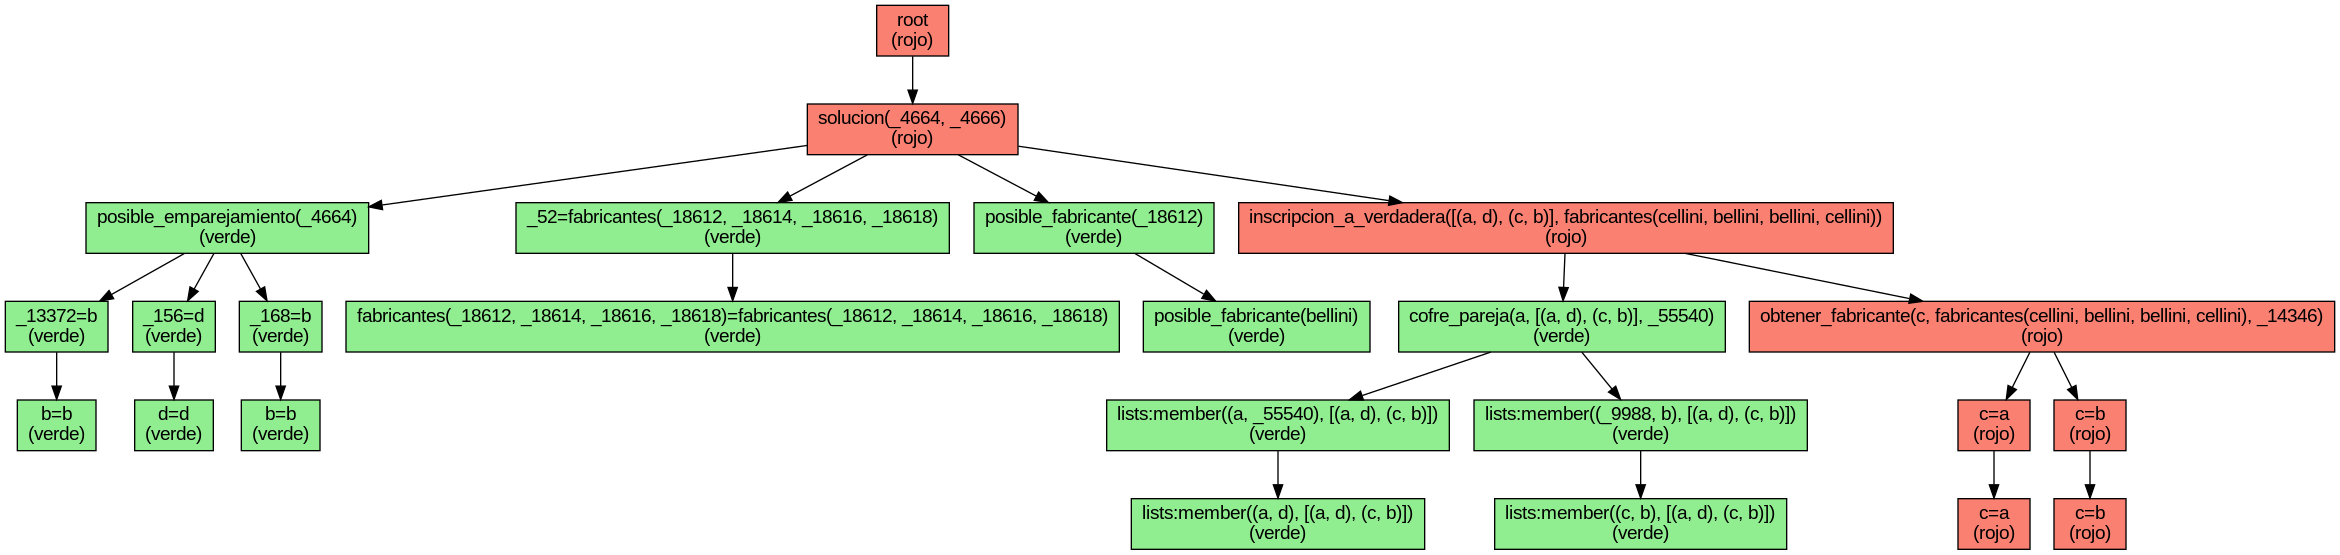 root
(rojo)
solucion(_4664, _4666)
(rojo)
posible_emparejamiento(_4664)
(verde)
_52=fabricantes(_18612, _18614, _18616, _18618)
(verde)
posible_fabricante(_18612)
(verde)
inscripcion_a_verdadera([(a, d), (c, b)], fabricantes(cellini, bellini, bellini, cellini))
(rojo)
_13372=b
(verde)
_156=d
(verde)
_168=b
(verde)
fabricantes(_18612, _18614, _18616, _18618)=fabricantes(_18612, _18614, _18616, _18618)
(verde)
posible_fabricante(bellini)
(verde)
cofre_pareja(a, [(a, d), (c, b)], _55540)
(verde)
obtener_fabricante(c, fabricantes(cellini, bellini, bellini, cellini), _14346)
(rojo)
b=b
(verde)
d=d
(verde)
b=b
(verde)
lists:member((a, _55540), [(a, d), (c, b)])
(verde)
lists:member((_9988, b), [(a, d), (c, b)])
(verde)
c=a
(rojo)
c=b
(rojo)
lists:member((a, d), [(a, d), (c, b)])
(verde)
lists:member((c, b), [(a, d), (c, b)])
(verde)
c=a
(rojo)
c=b
(rojo)